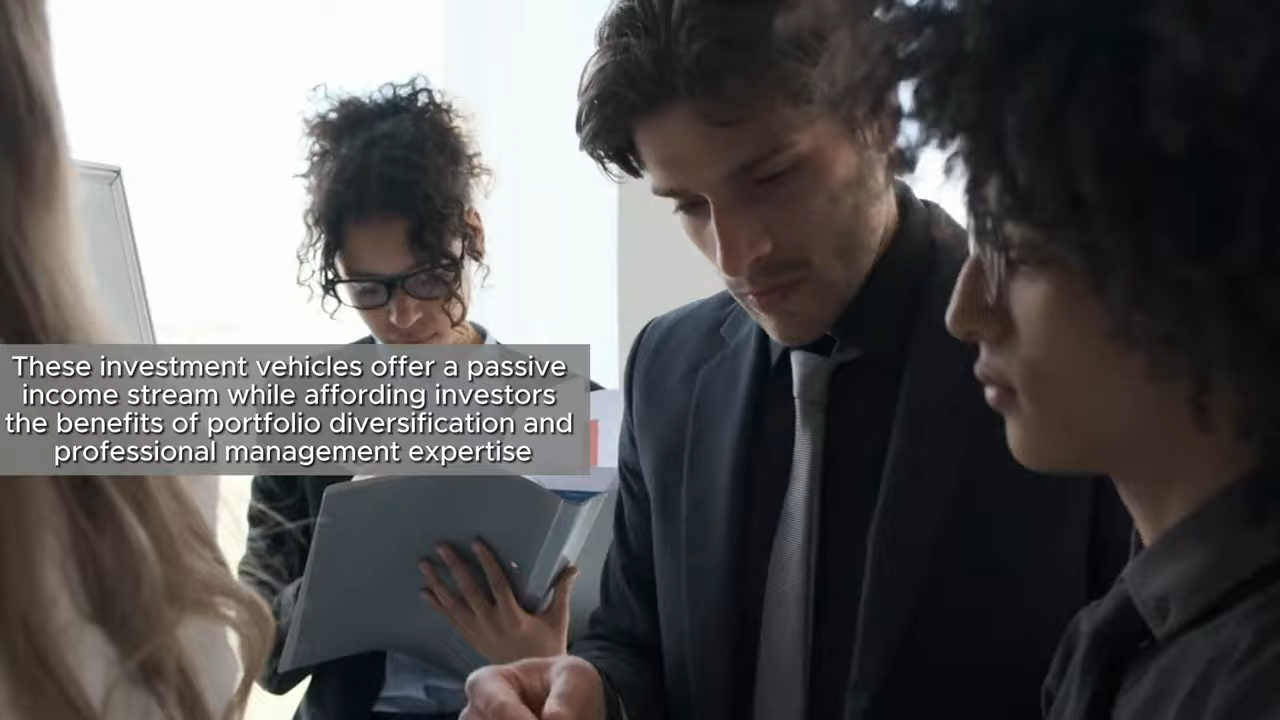 These investment vehicles offer a passive
income stream while affording investors
the benefits of portfolio diversification and
professional management expertise